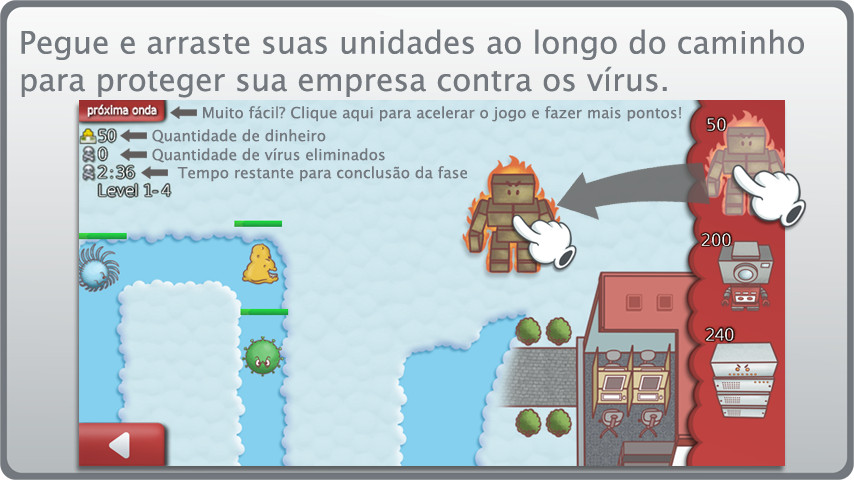 Pegue e arraste suas unidades ao longo do caminho
para proteger sua empresa contra os vírus.
próxima onda
Muito fácil? Clique aqui para acelerar o jogo e fazer mais pontos!
50
50 Quantidade de dinheiro
0 Quantidade de vírus eliminados
2:36 Tempo restante para conclusão da fase
Level 1-4
200
240